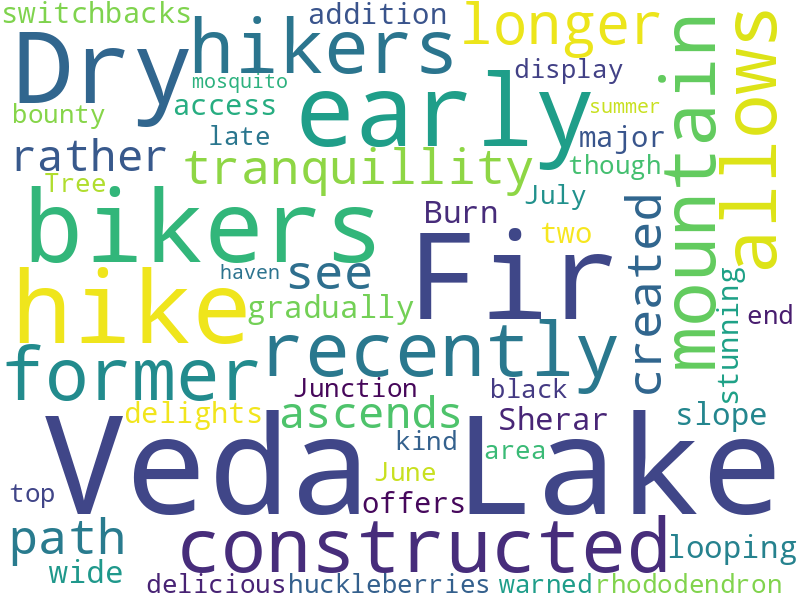 switchbacks
addition
longer
Dry
hikers
allows
mountain
display
mosquito
early
summer
bounty
access
late
major
rather
tranquillity
though
Tree
July
bikers
Burn
created
two
see
haven
Fir
hike
gradually
stunning
end
recently
former
Junction
black
delights
ascends
Sherar
slope
Veda Lake
kind
area
June
top
offers
path
constructed
looping
wide
delicious
huckleberries
warned
rhododendron